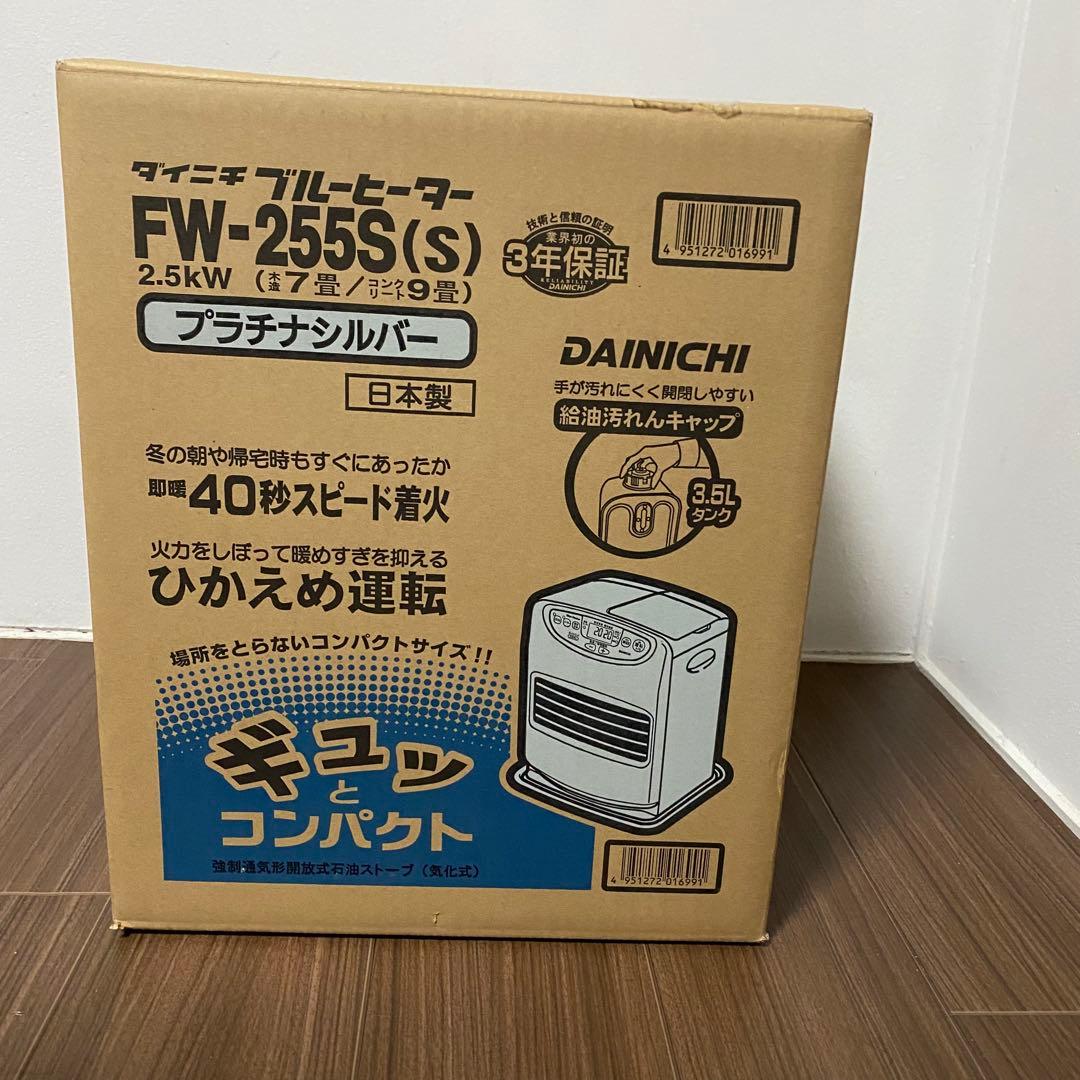 ダイニチ ブルーヒーター
FW-255S(S)
2.5kW (木造7畳/コンクリート9畳)
プラチナシルバー
日本製
技術と信頼の証明
業界初の
3年保証
RELIABILITY
DAINICHI
4 951272 016991
DAINICHI
手が汚れにくく開閉しやすい
給油汚れんキャップ
3.5L
タンク
冬の朝や帰宅時もすぐにあったか
即暖40秒スピード着火
火力をしぼって暖めすぎを抑える
ひかえめ運転
場所をとらないコンパクトサイズ!!
ギュッ
と
コンパクト
強制通気形開放式石油ストーブ(気化式)
20 20
4 951272 016991